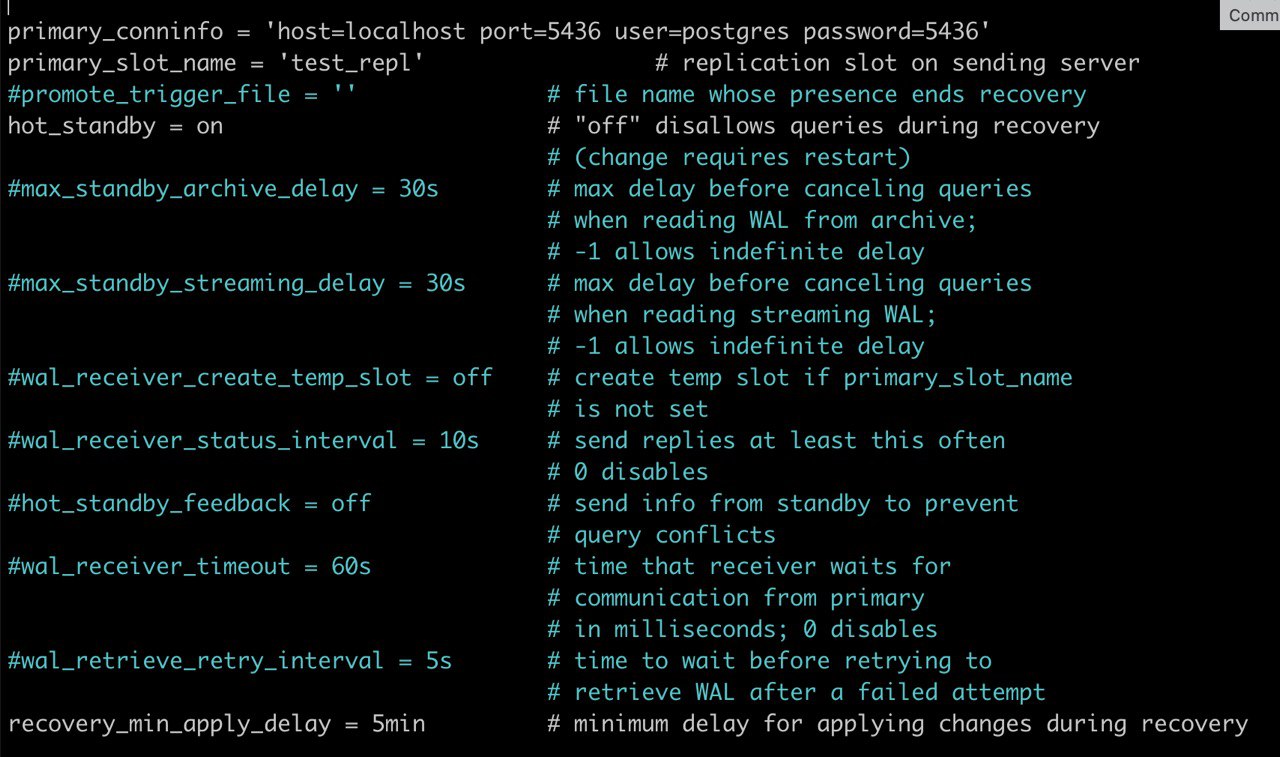 Comm
primary_conninfo = 'host=localhost port=5436 user=postgres password=5436'
primary_slot_name = 'test_repl'                 # replication slot on sending server
#promote_trigger_file = ''              # file name whose presence ends recovery
hot_standby = on                        # "off" disallows queries during recovery
                                        # (change requires restart)
#max_standby_archive_delay = 30s        # max delay before canceling queries
                                        # when reading WAL from archive;
                                        # -1 allows indefinite delay
#max_standby_streaming_delay = 30s      # max delay before canceling queries
                                        # when reading streaming WAL;
                                        # -1 allows indefinite delay
#wal_receiver_create_temp_slot = off    # create temp slot if primary_slot_name
                                        # is not set
#wal_receiver_status_interval = 10s     # send replies at least this often
                                        # 0 disables
#hot_standby_feedback = off             # send info from standby to prevent
                                        # query conflicts
#wal_receiver_timeout = 60s             # time that receiver waits for
                                        # communication from primary
                                        # in milliseconds; 0 disables
#wal_retrieve_retry_interval = 5s       # time to wait before retrying to
                                        # retrieve WAL after a failed attempt
recovery_min_apply_delay = 5min         # minimum delay for applying changes during recovery